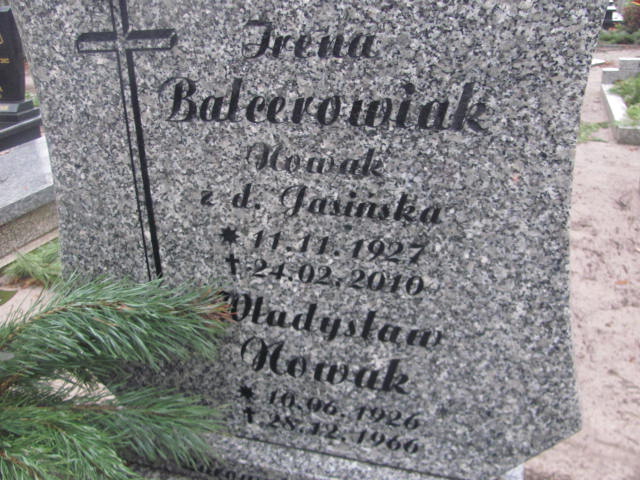 Irena
Balcerowiak
Nowak
z d. Jasińska
* 11.11.1927
† 24.02.2010
Władysław
Nowak
* 10.06.1926
† 28.12.1966